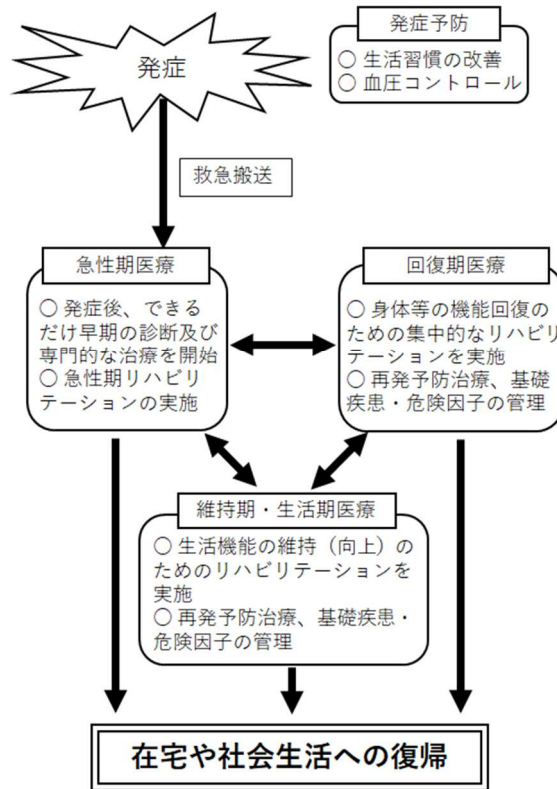 発症
発症予防
○ 生活習慣の改善
○ 血圧コントロール
救急搬送
急性期医療
○ 発症後、できる
だけ早期の診断及び
専門的な治療を開始
○ 急性期リハビリ
テーションの実施
回復期医療
○ 身体等の機能回復の
ための集中的なリハビリ
テーションを実施
○ 再発予防治療、基礎
疾患・危険因子の管理
維持期・生活期医療
○ 生活機能の維持（向上）の
ためのリハビリテーションを
実施
○ 再発予防治療、基礎疾患・
危険因子の管理
在宅や社会生活への復帰